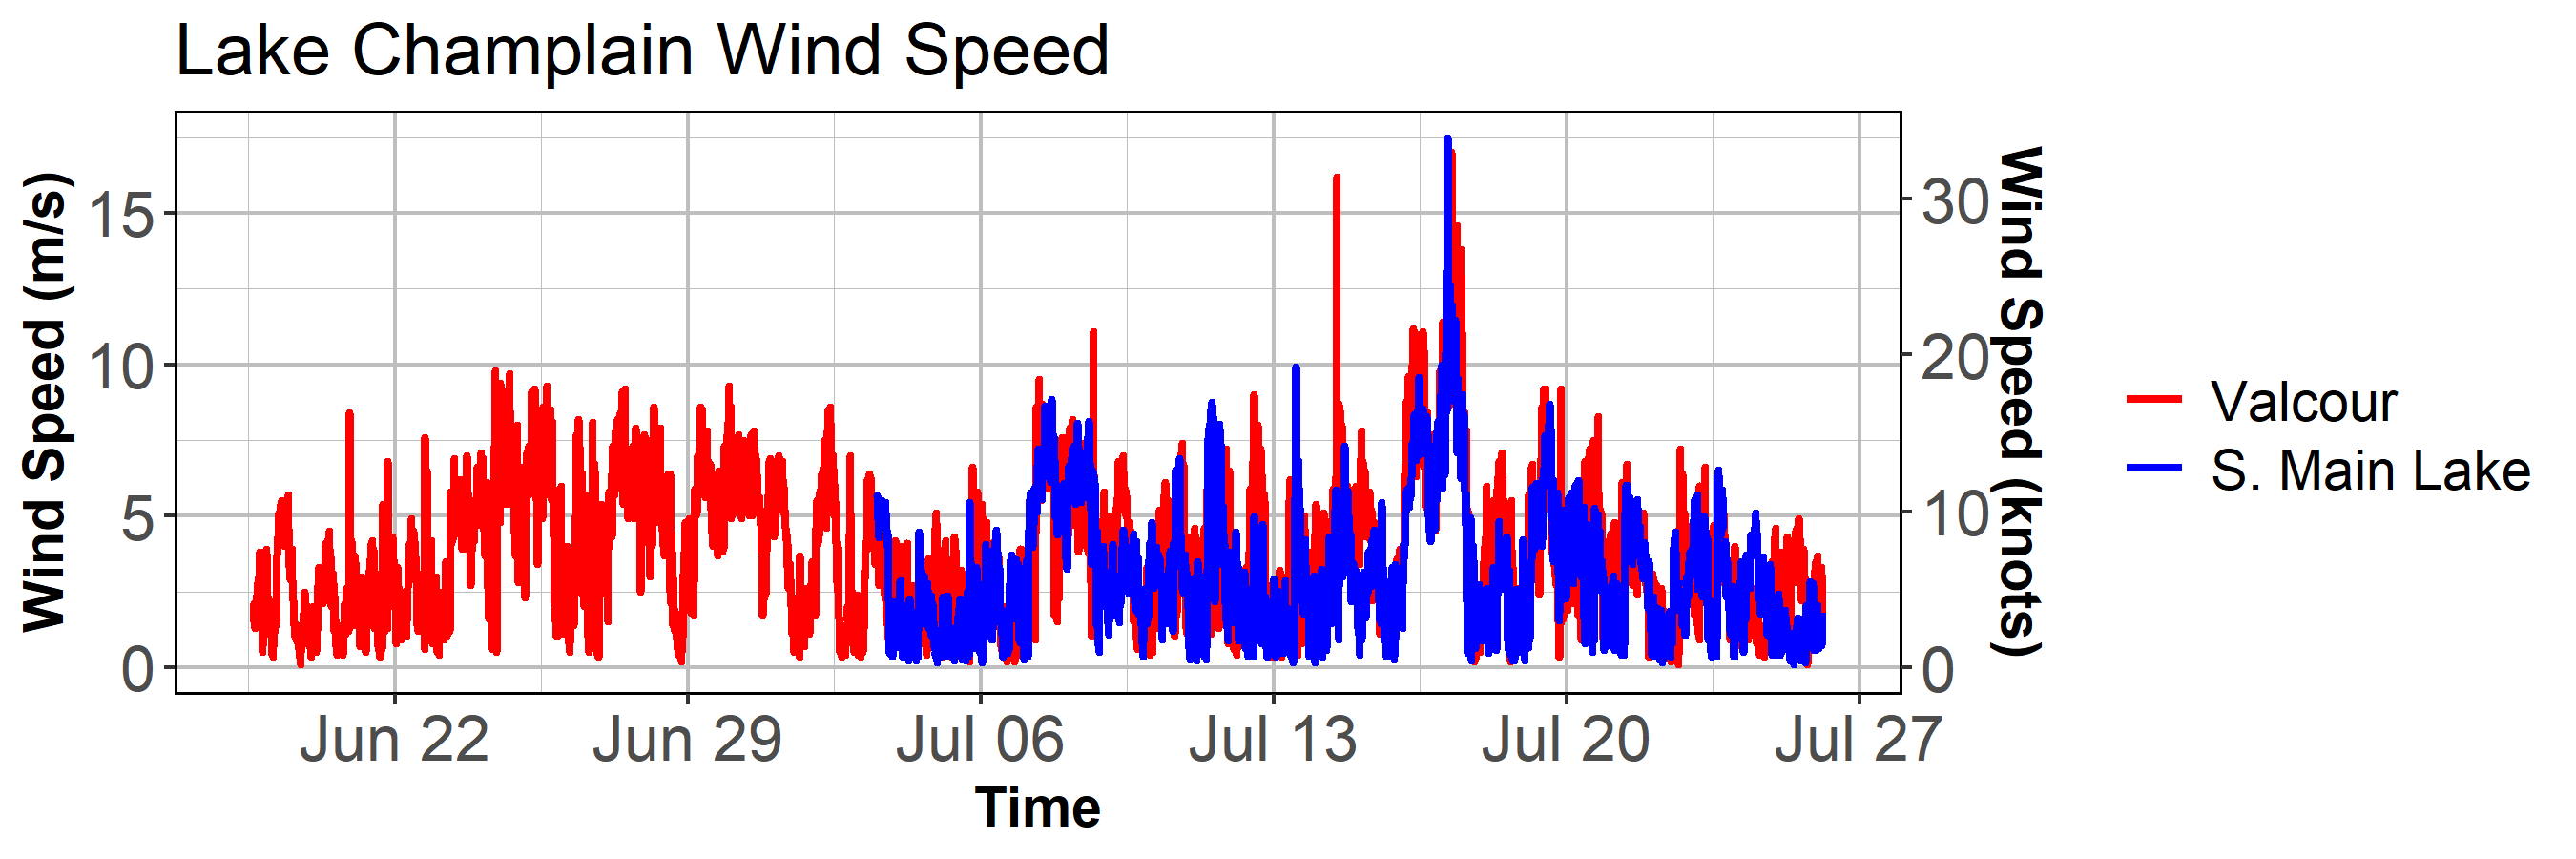 Lake Champlain Wind Speed
Wind Speed (m/s)
15
10
5
0
30
20
10
0
Wind Speed (knots)
Valcour
S. Main Lake
Jun 22
Jun 29
Jul 06
Jul 13
Jul 20
Jul 27
Time